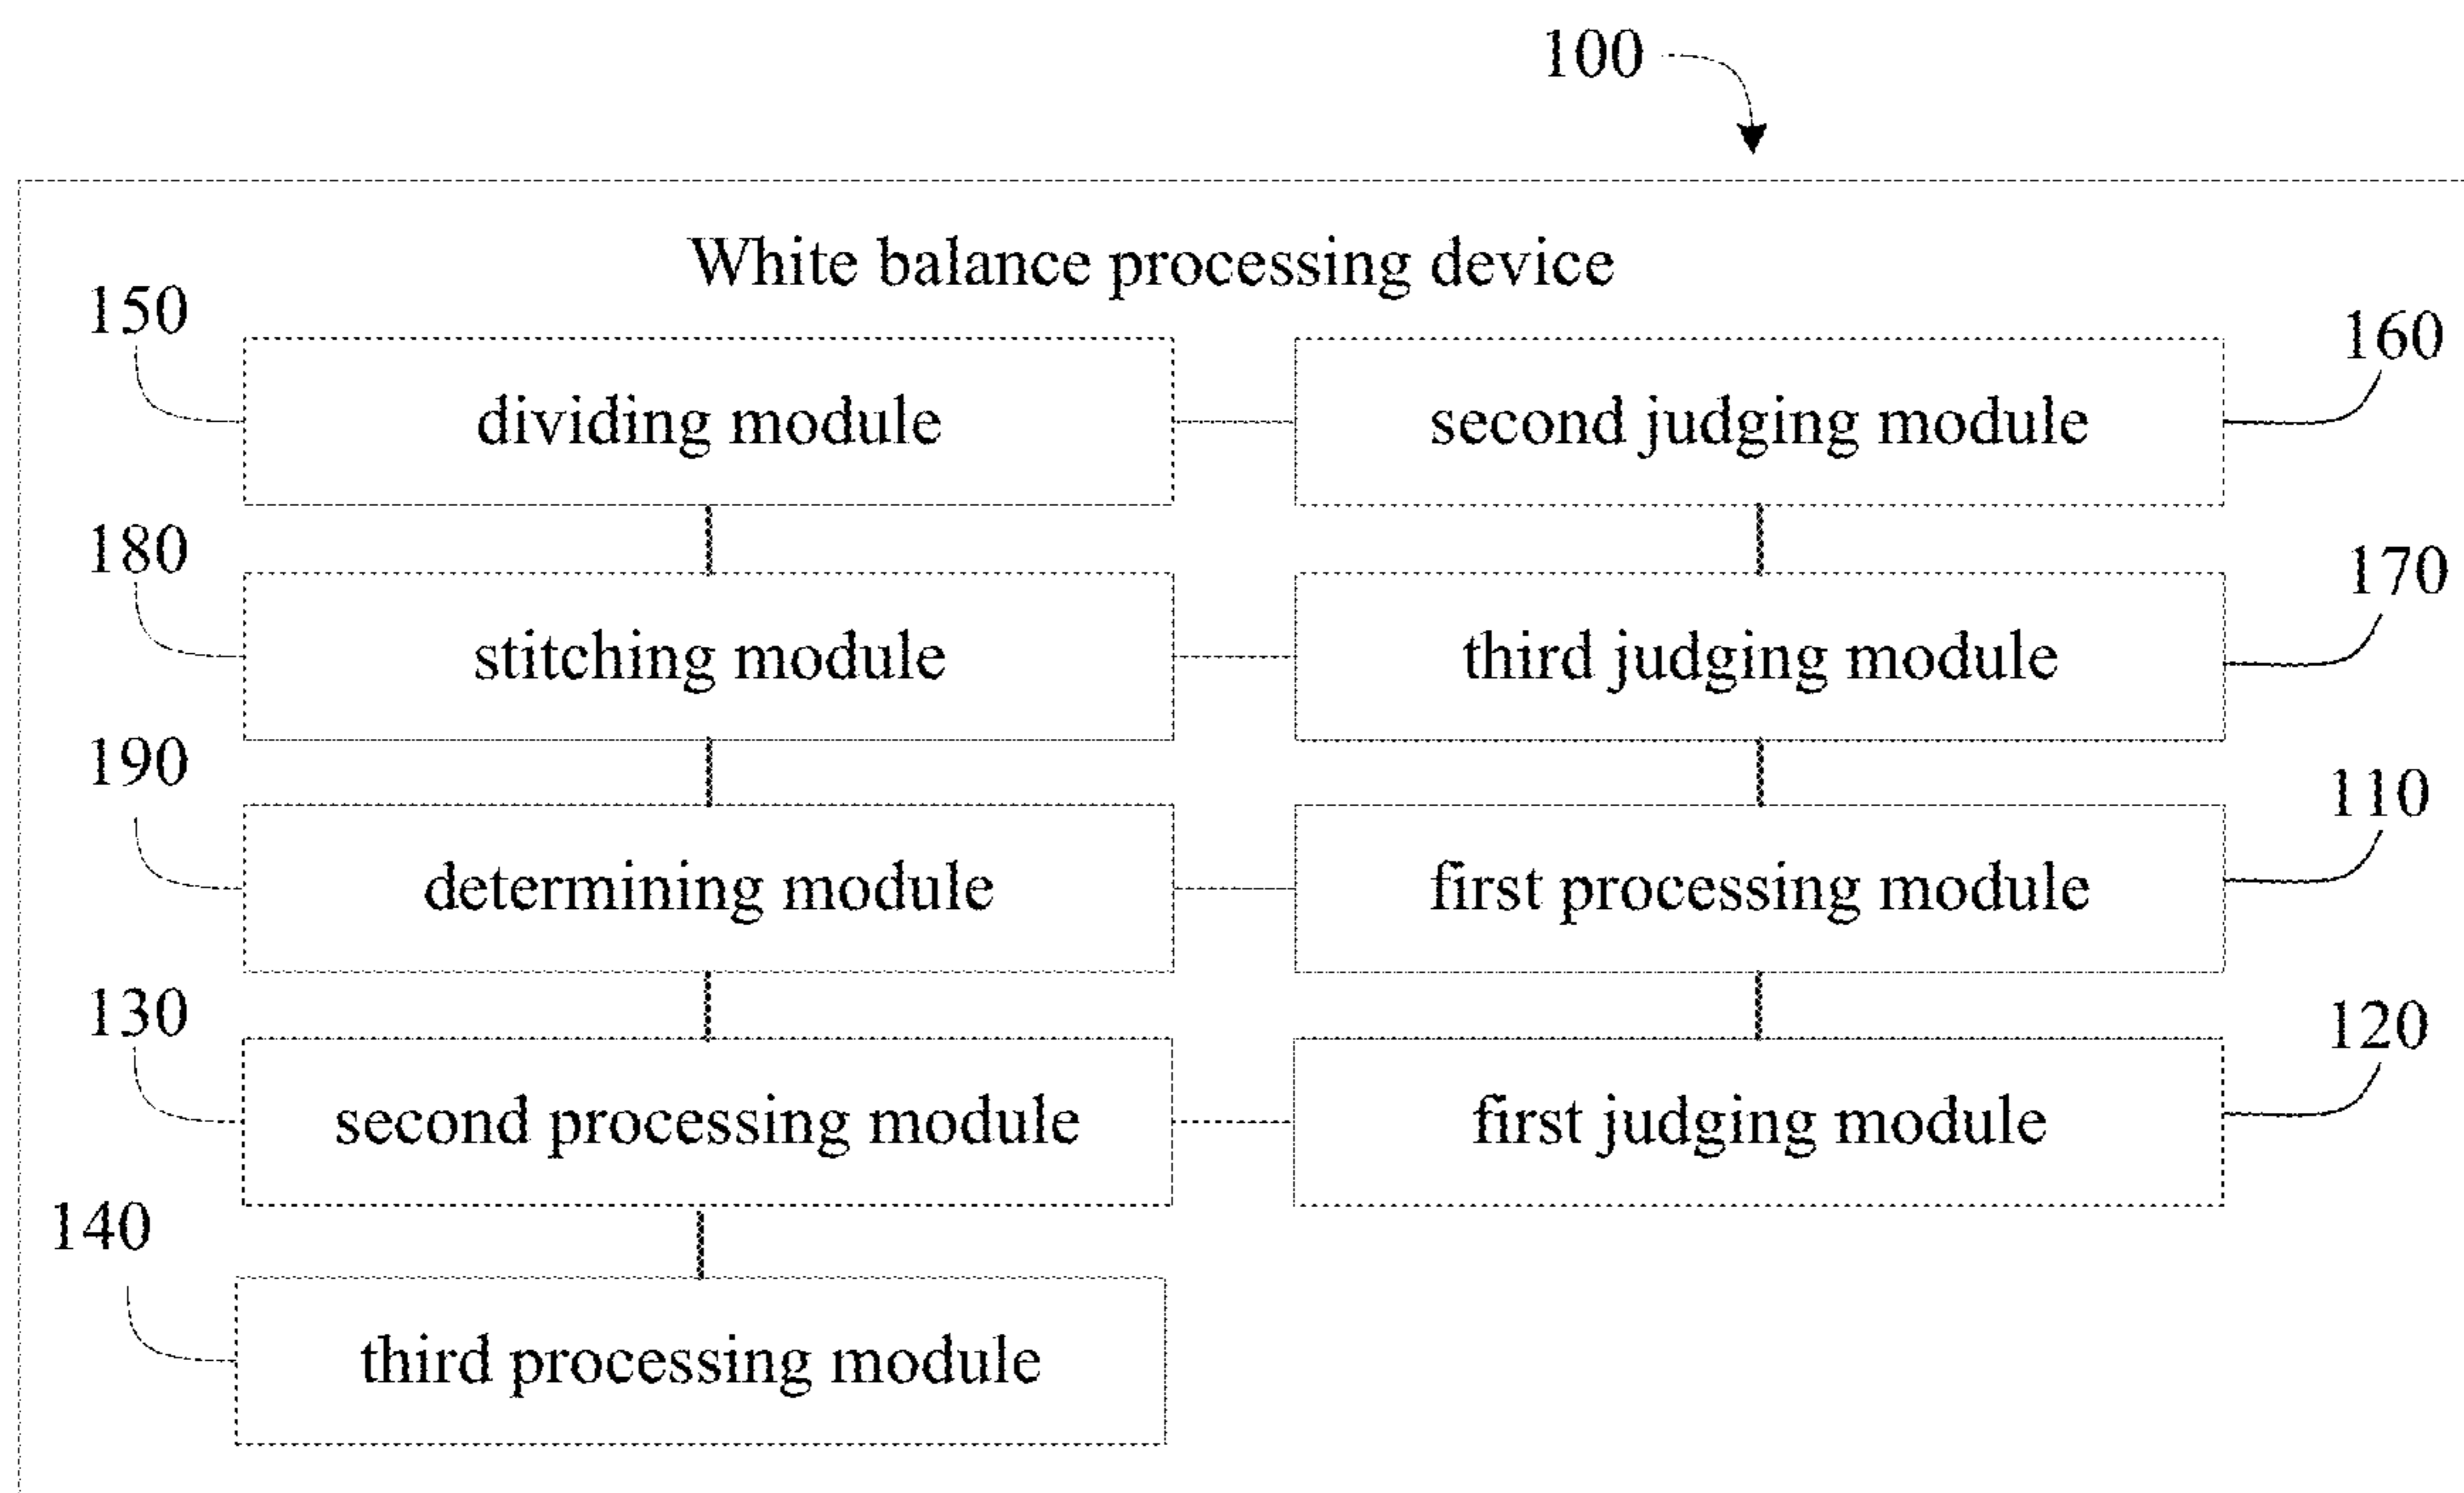 100
White balance processing device
150
160
dividing module
second judging module
180
170
stitching module
third judging module
190
110
determining module
first processing module
130
120
second processing module
first judging module
140
third processing module